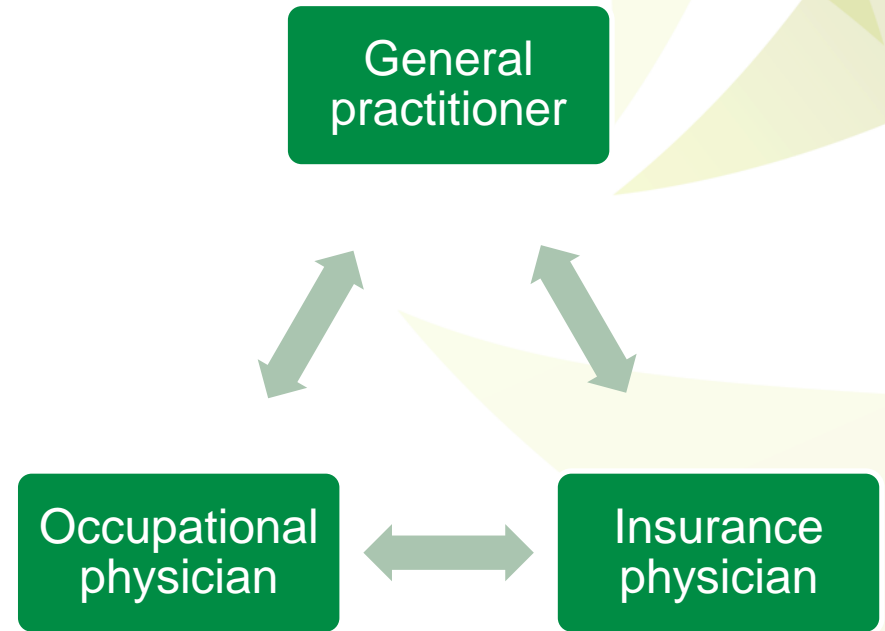 General
practitioner
Occupational
physician
Insurance
physician